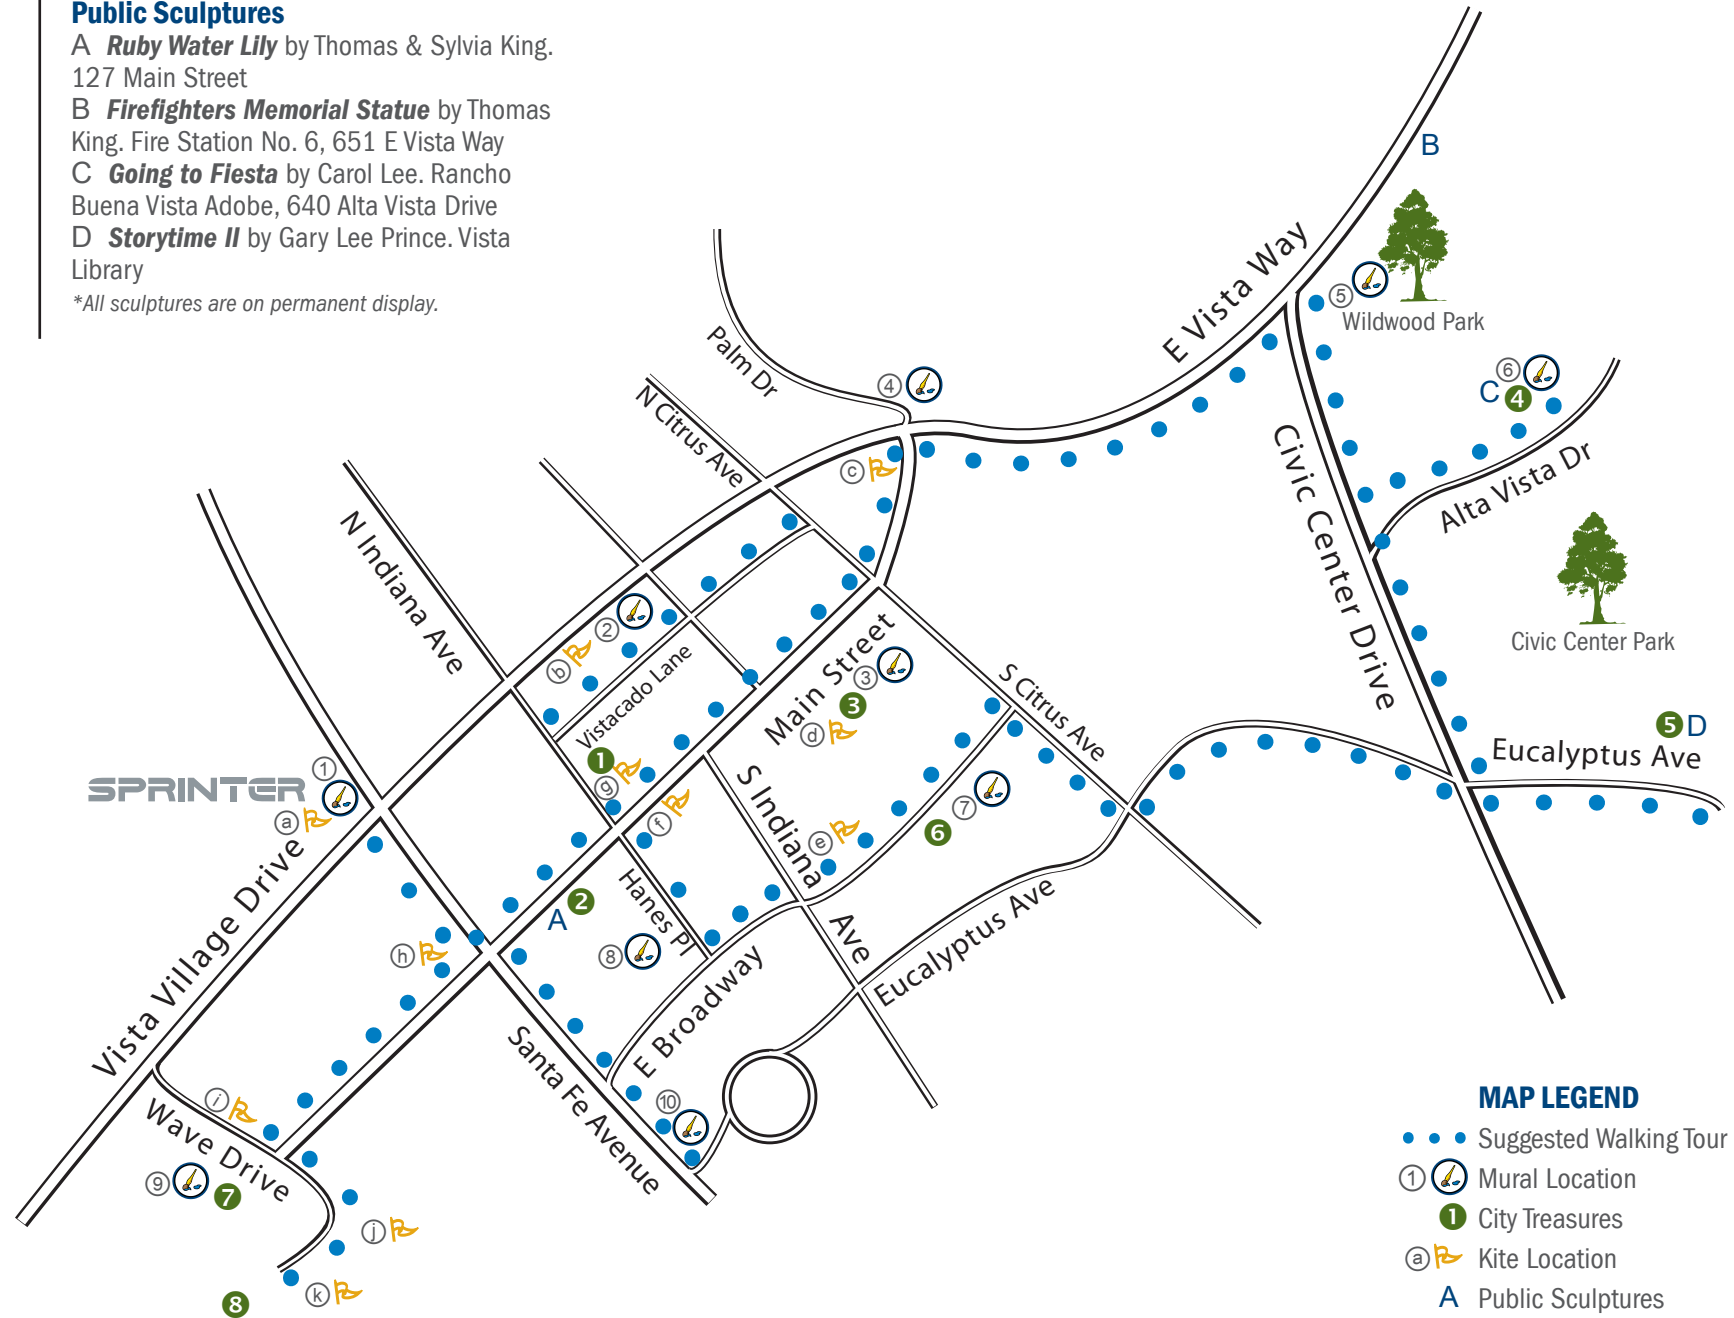 Public Sculptures
A Ruby Water Lily by Thomas & Sylvia King.
127 Main Street
B Firefighters Memorial Statue by Thomas
King. Fire Station No. 6, 651 E Vista Way
C Going to Fiesta by Carol Lee. Rancho
Buena Vista Adobe, 640 Alta Vista Drive
D Storytime II by Gary Lee Prince. Vista
Library
*All sculptures are on permanent display.
B
E Vista Way
5
Wildwood Park
Palm Dr
4
6
C 4
N Citrus Ave
c
Civic Center Drive
Alta Vista Dr
N Indiana Ave
Civic Center Park
2
b
Vistacado Lane
Main Street
3
3
d
S Citrus Ave
5 D
Eucalyptus Ave
1
g
f
SPRINTER
1
a
S Indiana Ave
7
6
e
Vista Village Drive
2
A
Hanes Pl
8
h
E Broadway
Eucalyptus Ave
Santa Fe Avenue
10
i
Wave Drive
9
7
j
k
8
MAP LEGEND
Suggested Walking Tour
1 Mural Location
1 City Treasures
a Kite Location
A Public Sculptures